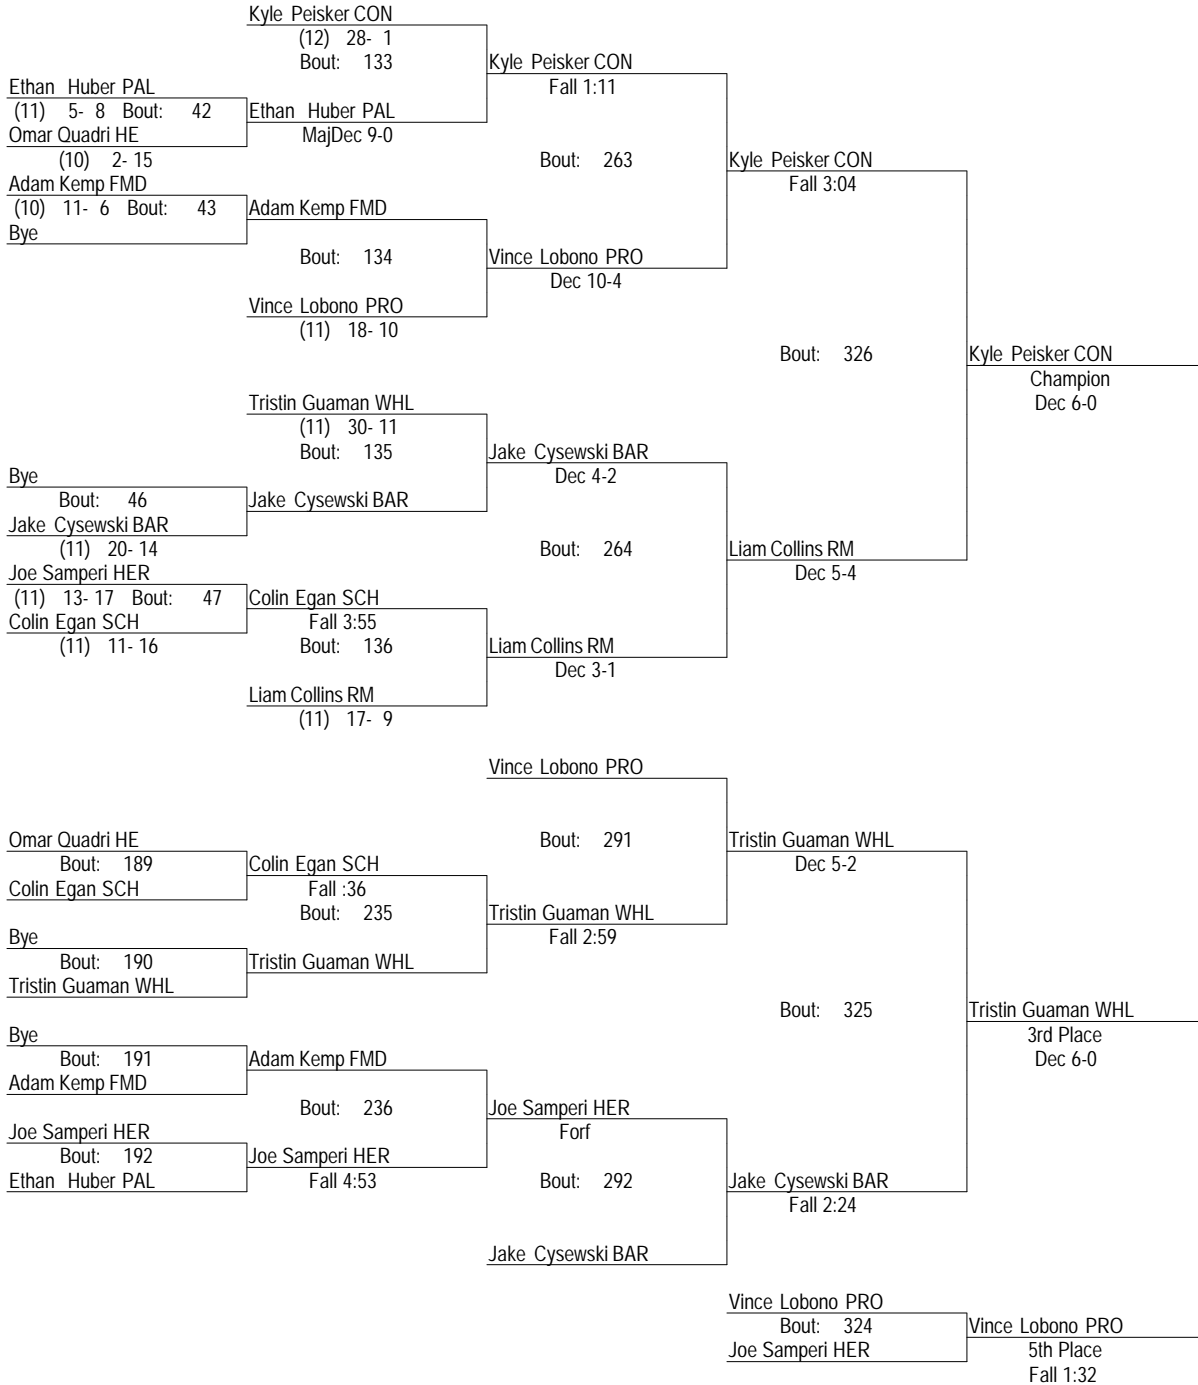 Kyle Peisker CON
(12) 28- 1
Bout: 133
Kyle Peisker CON
Fall 1:11
Ethan Huber PAL
(11) 5- 8 Bout: 42
Ethan Huber PAL
MajDec 9-0
Omar Quadri HE
(10) 2- 15
Bout: 263
Kyle Peisker CON
Fall 3:04
Adam Kemp FMD
(10) 11- 6 Bout: 43
Adam Kemp FMD
Bye
Bout: 134
Vince Lobono PRO
Dec 10-4
Vince Lobono PRO
(11) 18- 10
Bout: 326
Kyle Peisker CON
Champion
Dec 6-0
Tristin Guaman WHL
(11) 30- 11
Bout: 135
Jake Cysewski BAR
Dec 4-2
Bye
Bout: 46
Jake Cysewski BAR
Jake Cysewski BAR
(11) 20- 14
Bout: 264
Liam Collins RM
Dec 5-4
Joe Samperi HER
(11) 13- 17 Bout: 47
Colin Egan SCH
Fall 3:55
Colin Egan SCH
(11) 11- 16
Bout: 136
Liam Collins RM
Dec 3-1
Liam Collins RM
(11) 17- 9
Vince Lobono PRO
Omar Quadri HE
Bout: 189
Colin Egan SCH
Colin Egan SCH
Fall :36
Bout: 291
Tristin Guaman WHL
Dec 5-2
Bout: 235
Tristin Guaman WHL
Fall 2:59
Bye
Bout: 190
Tristin Guaman WHL
Tristin Guaman WHL
Bout: 325
Tristin Guaman WHL
3rd Place
Dec 6-0
Bye
Bout: 191
Adam Kemp FMD
Adam Kemp FMD
Bout: 236
Joe Samperi HER
Forf
Joe Samperi HER
Bout: 192
Ethan Huber PAL
Joe Samperi HER
Fall 4:53
Bout: 292
Jake Cysewski BAR
Fall 2:24
Jake Cysewski BAR
Vince Lobono PRO
Bout: 324
Joe Samperi HER
Vince Lobono PRO
5th Place
Fall 1:32